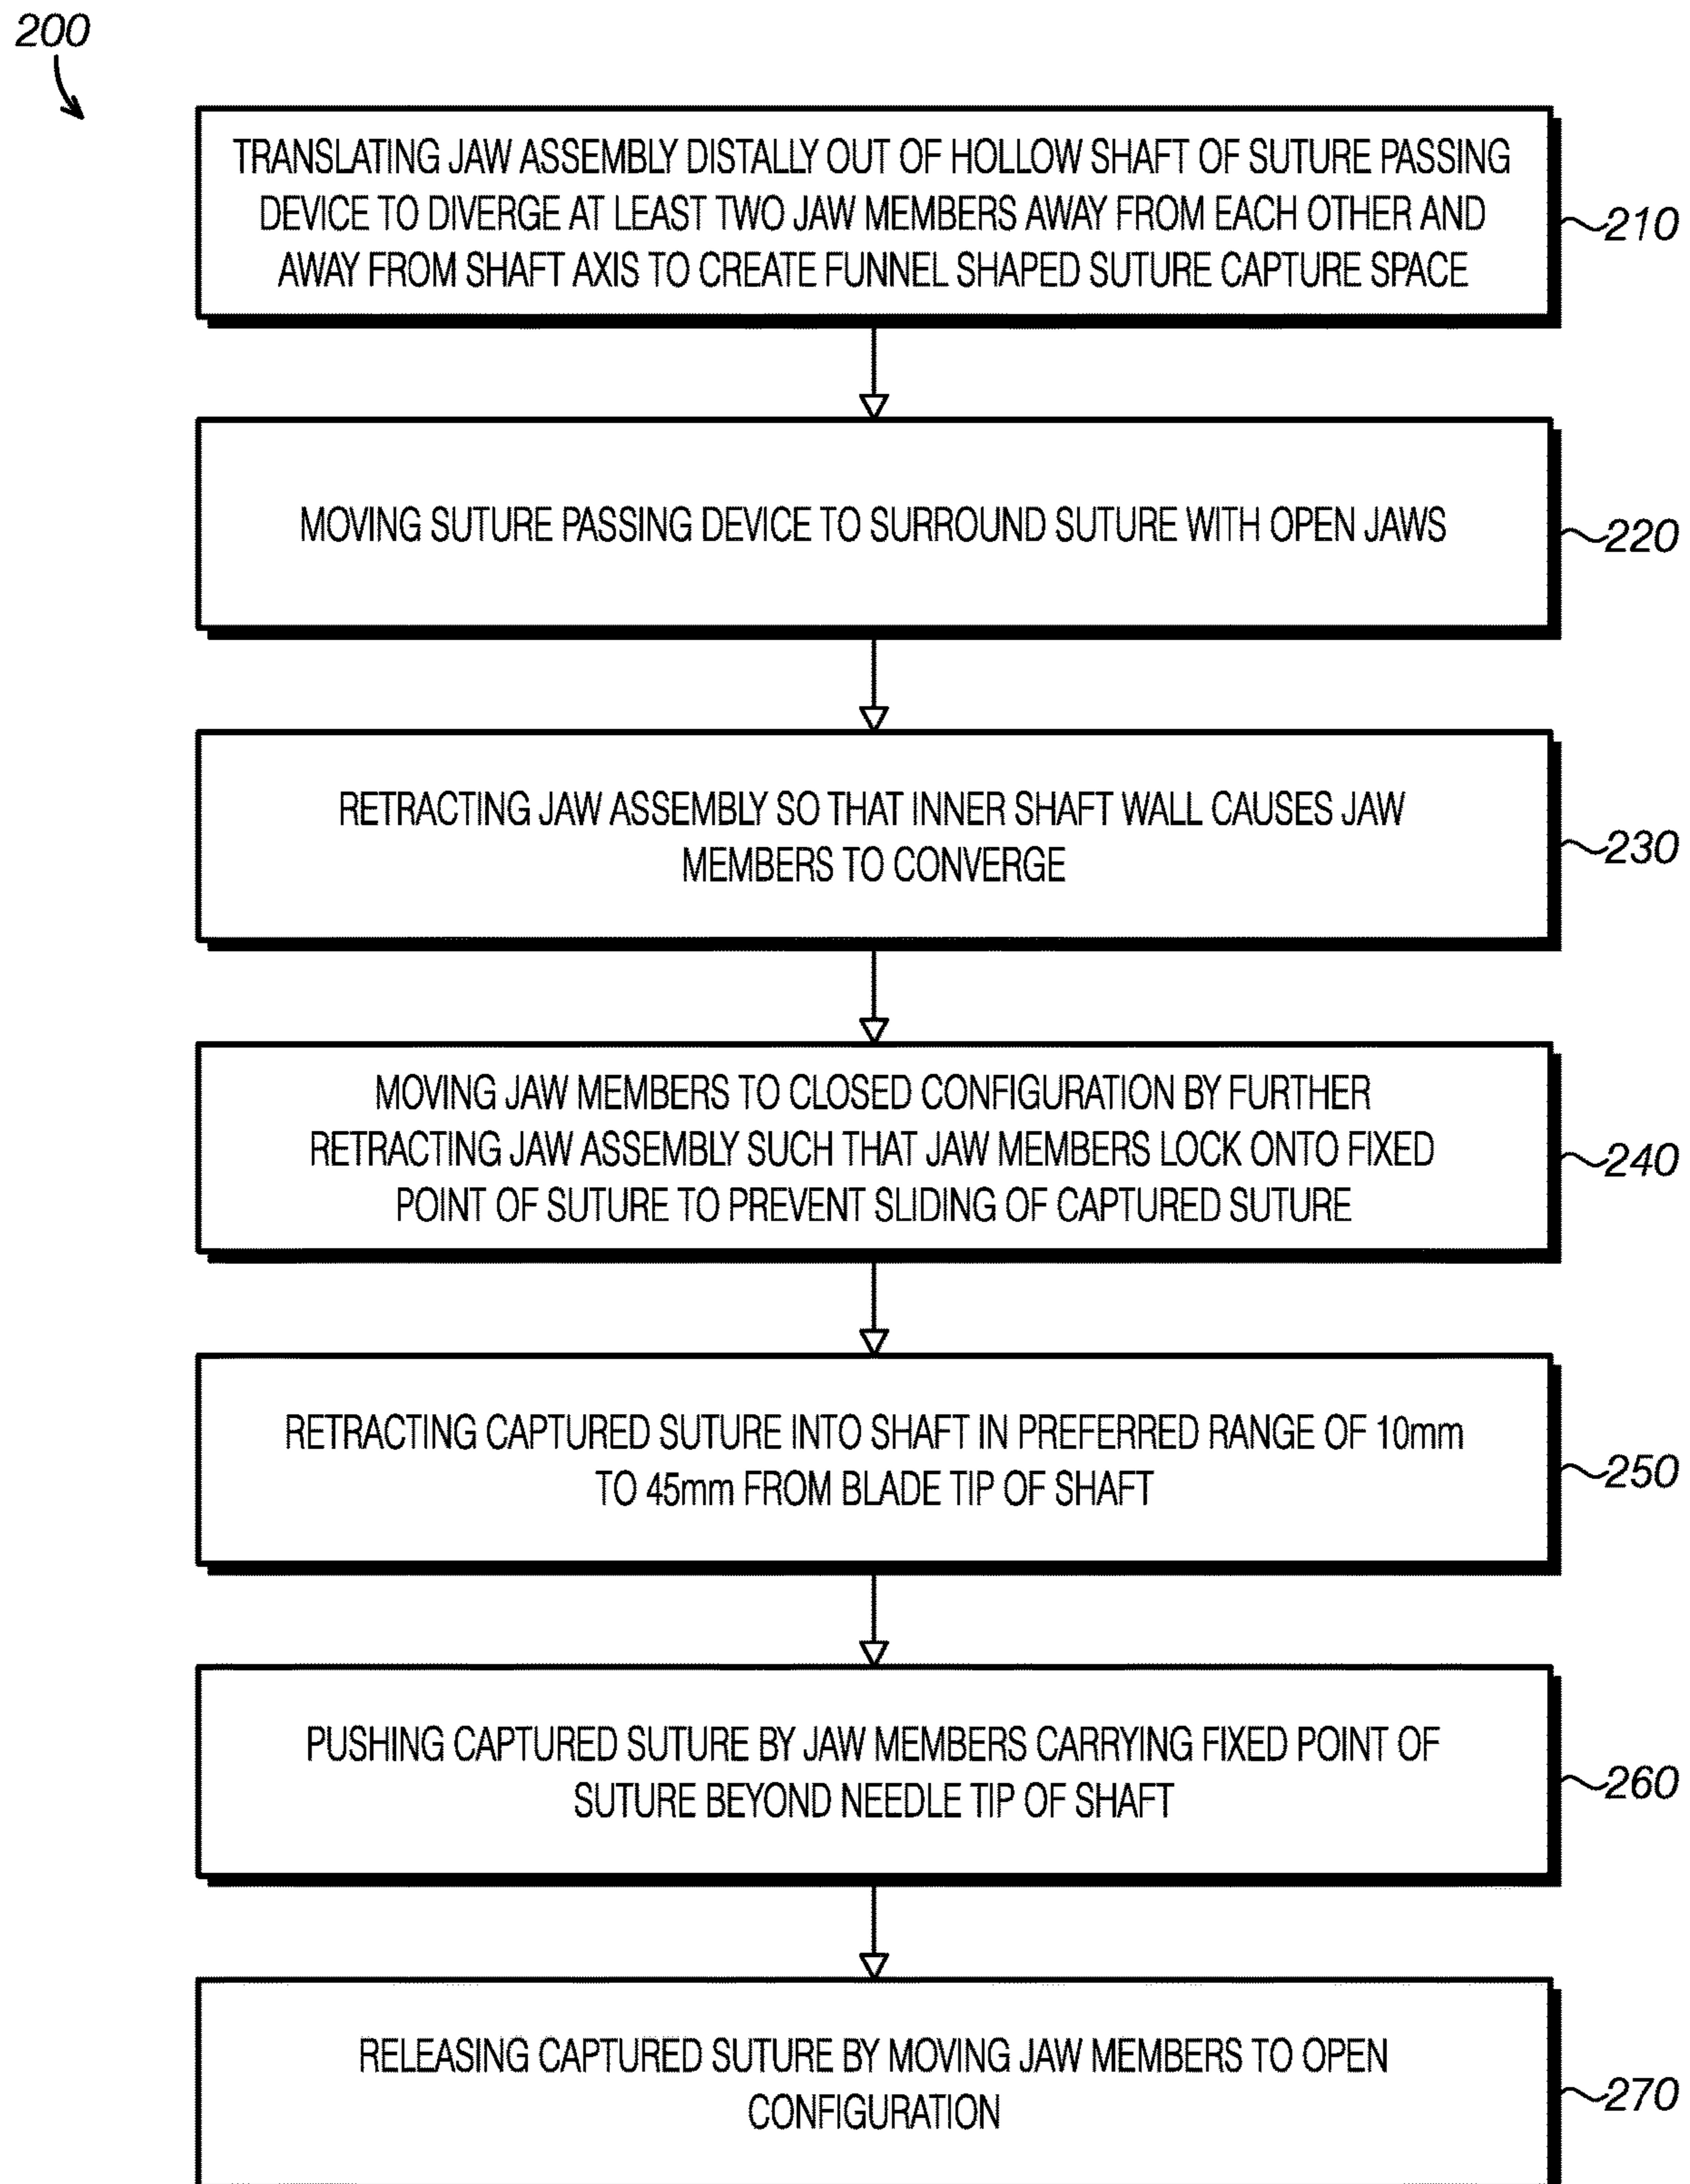 200
TRANSLATING JAW ASSEMBLY DISTALLY OUT OF HOLLOW SHAFT OF SUTURE PASSING
DEVICE TO DIVERGE AT LEAST TWO JAW MEMBERS AWAY FROM EACH OTHER AND
AWAY FROM SHAFT AXIS TO CREATE FUNNEL SHAPED SUTURE CAPTURE SPACE
210
MOVING SUTURE PASSING DEVICE TO SURROUND SUTURE WITH OPEN JAWS
220
RETRACTING JAW ASSEMBLY SO THAT INNER SHAFT WALL CAUSES JAW
MEMBERS TO CONVERGE
230
MOVING JAW MEMBERS TO CLOSED CONFIGURATION BY FURTHER
RETRACTING JAW ASSEMBLY SUCH THAT JAW MEMBERS LOCK ONTO FIXED
POINT OF SUTURE TO PREVENT SLIDING OF CAPTURED SUTURE
240
RETRACTING CAPTURED SUTURE INTO SHAFT IN PREFERRED RANGE OF 10mm
TO 45mm FROM BLADE TIP OF SHAFT
250
PUSHING CAPTURED SUTURE BY JAW MEMBERS CARRYING FIXED POINT OF
SUTURE BEYOND NEEDLE TIP OF SHAFT
260
RELEASING CAPTURED SUTURE BY MOVING JAW MEMBERS TO OPEN
CONFIGURATION
270